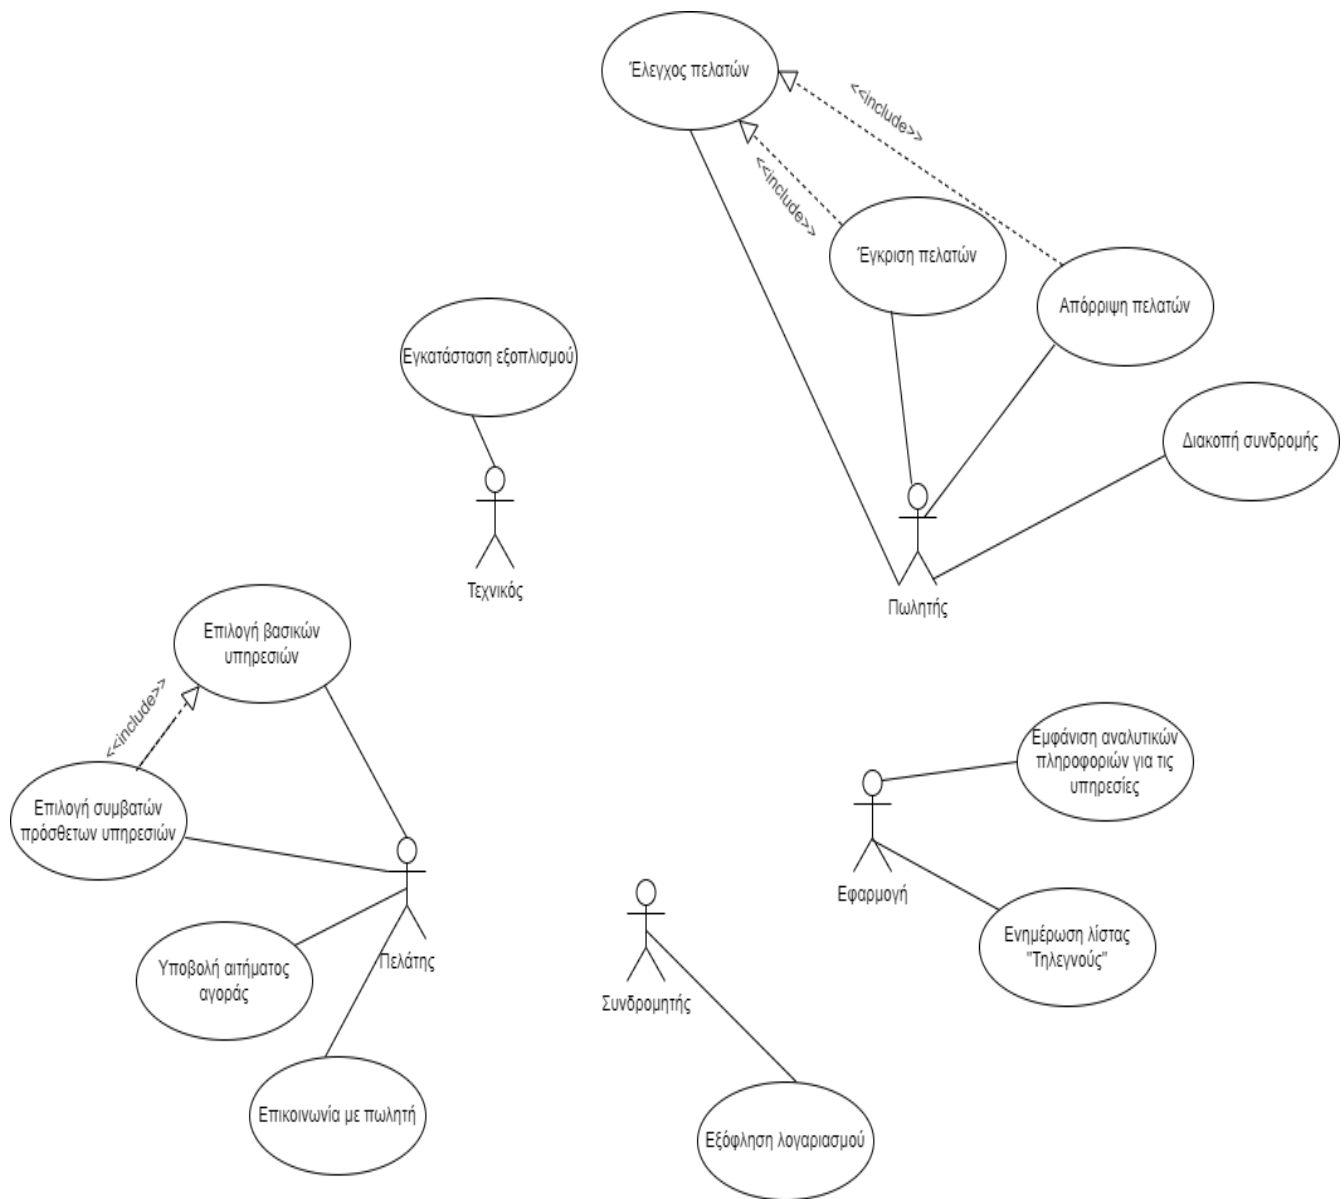 Έλεγχος πελατών
<<include>>
<<include>>
Έγκριση πελατών
Απόρριψη πελατών
Εγκατάσταση εξοπλισμού
Διακοπή συνδρομής
Τεχνικός
Πωλητής
Επιλογή βασικών
υπηρεσιών
<<include>>
Επιλογή συμβατών
πρόσθετων υπηρεσιών
Εμφάνιση αναλυτικών
πληροφοριών για τις
υπηρεσίες
Εφαρμογή
Πελάτης
Υποβολή αιτήματος
αγοράς
Συνδρομητής
Ενημέρωση λίστας
"Τηλεγνούς"
Επικοινωνία με πωλητή
Εξόφληση λογαριασμού